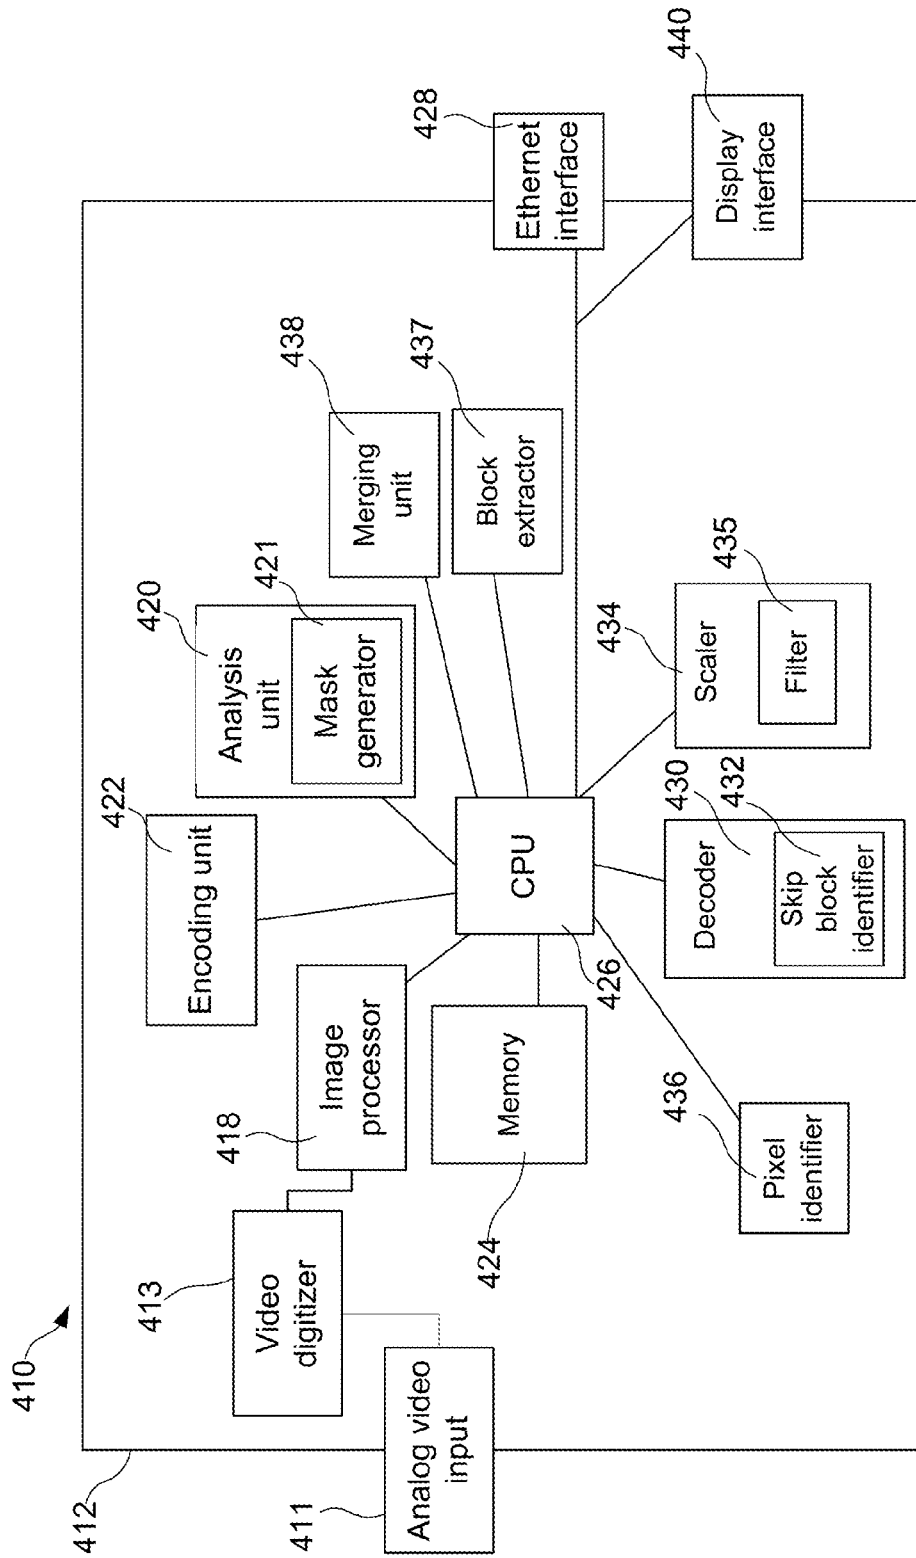 410
412
Analog video
input
411
Video
digitizer
413
Image
processor
418
Encoding unit
422
Analysis
unit
420
Mask
generator
421
Merging
unit
438
Block
extractor
437
Ethernet
interface
428
Display
interface
440
CPU
426
Memory
424
Pixel
identifier
436
Decoder
430
Skip
block
identifier
432
Scaler
434
Filter
435